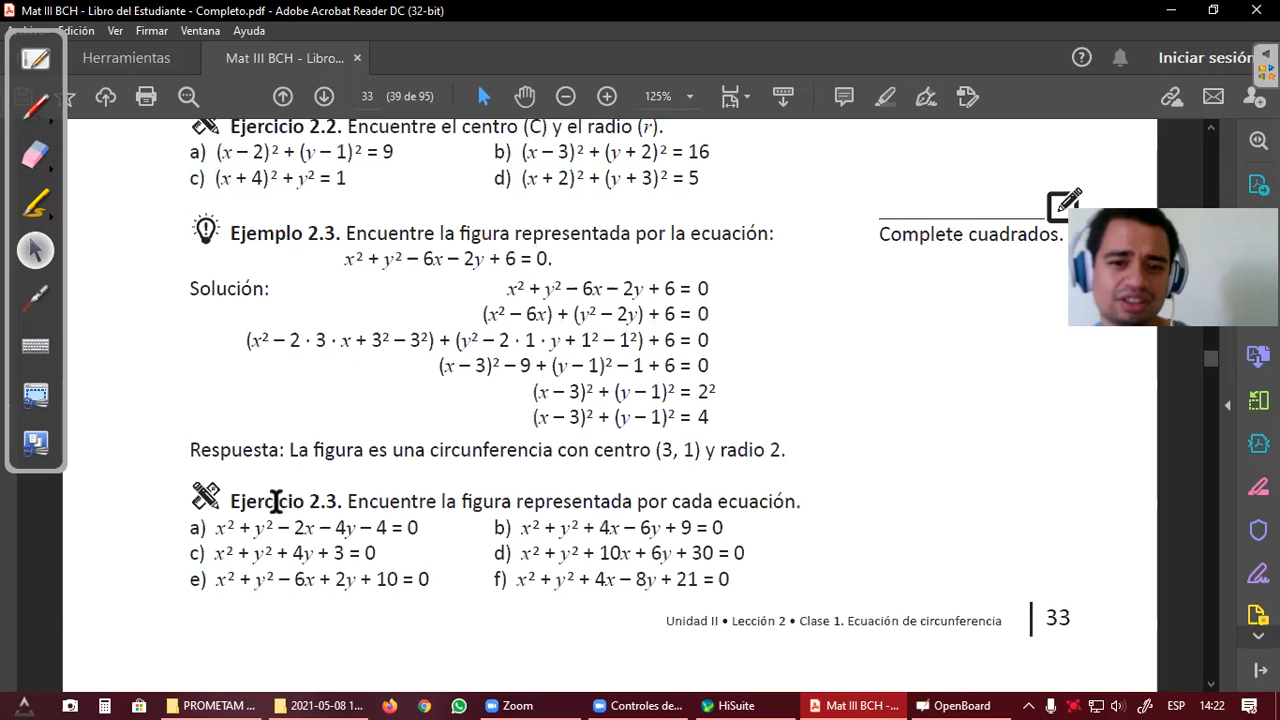 Mat III BCH - Libro del Estudiante - Completo.pdf - Adobe Acrobat Reader DC (32-bit)
Edición Ver Firmar Ventana Ayuda
Herramientas Mat III BCH - Libro... × Iniciar sesión
33 (39 de 95) 125%
Ejercicio 2.2. Encuentre el centro (C) y el radio (r).
a) (x − 2)² + (y − 1)² = 9 b) (x − 3)² + (y + 2)² = 16
c) (x + 4)² + y² = 1 d) (x + 2)² + (y + 3)² = 5
Ejemplo 2.3. Encuentre la figura representada por la ecuación:
Complete cuadrados.
x² + y² − 6x − 2y + 6 = 0.
Solución: x² + y² − 6x − 2y + 6 = 0
(x² − 6x) + (y² − 2y) + 6 = 0
(x² − 2 · 3 · x + 3² − 3²) + (y² − 2 · 1 · y + 1² − 1²) + 6 = 0
(x − 3)² − 9 + (y − 1)² − 1 + 6 = 0
(x − 3)² + (y − 1)² = 2²
(x − 3)² + (y − 1)² = 4
Respuesta: La figura es una circunferencia con centro (3, 1) y radio 2.
Ejercicio 2.3. Encuentre la figura representada por cada ecuación.
a) x² + y² − 2x − 4y − 4 = 0 b) x² + y² + 4x − 6y + 9 = 0
c) x² + y² + 4y + 3 = 0 d) x² + y² + 10x + 6y + 30 = 0
e) x² + y² − 6x + 2y + 10 = 0 f) x² + y² + 4x − 8y + 21 = 0
Unidad II • Lección 2 • Clase 1. Ecuación de circunferencia 33
PROMETAM ... 2021-05-08 1... Zoom Controles de... HiSuite Mat III BCH -... OpenBoard ESP 14:22